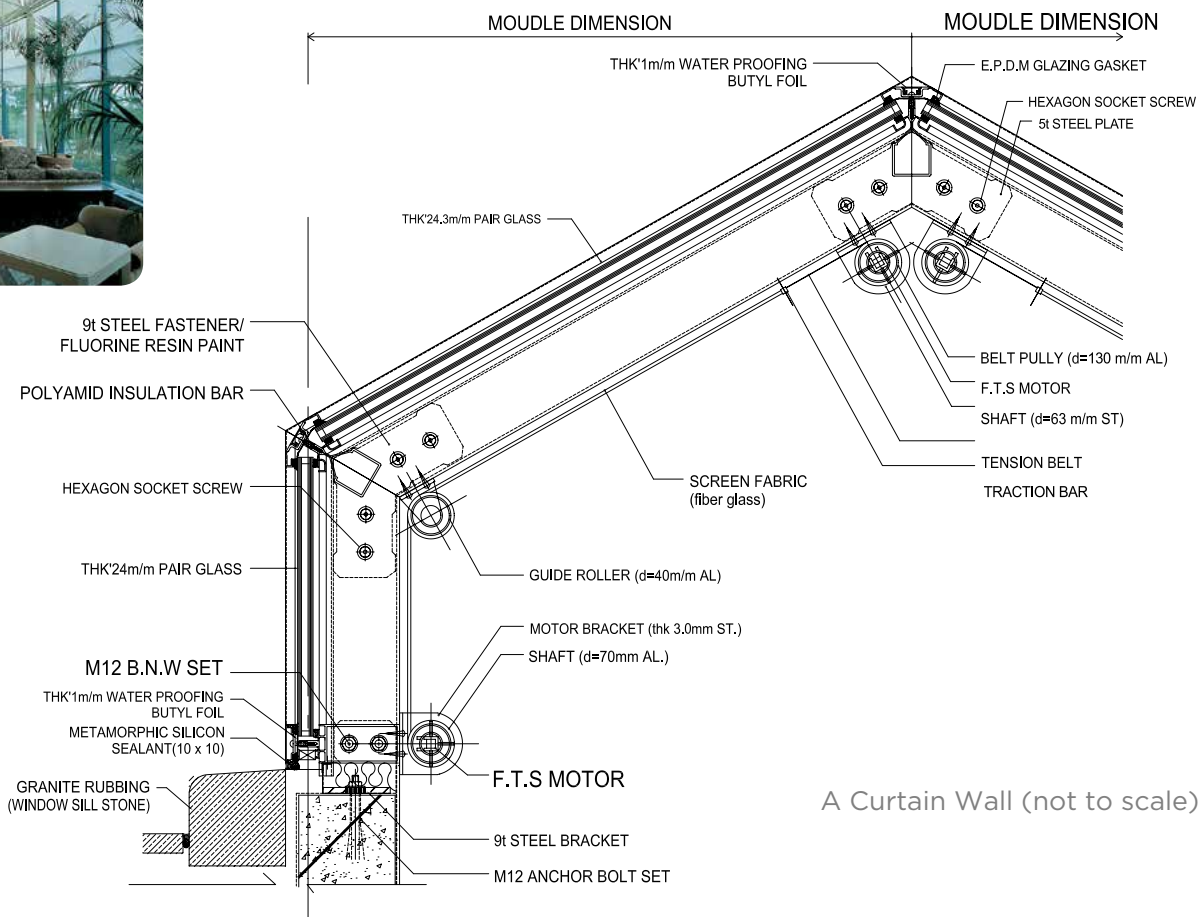 MOUDLE DIMENSION
MOUDLE DIMENSION
THK'1m/m WATER PROOFING
BUTYL FOIL
E.P.D.M GLAZING GASKET
HEXAGON SOCKET SCREW
5t STEEL PLATE
THK'24.3m/m PAIR GLASS
9t STEEL FASTENER/
FLUORINE RESIN PAINT
POLYAMID INSULATION BAR
BELT PULLY (d=130 m/m AL)
F.T.S MOTOR
SHAFT (d=63 m/m ST)
TENSION BELT
TRACTION BAR
HEXAGON SOCKET SCREW
SCREEN FABRIC
(fiber glass)
THK'24m/m PAIR GLASS
GUIDE ROLLER (d=40m/m AL)
MOTOR BRACKET (thk 3.0mm ST.)
SHAFT (d=70mm AL.)
M12 B.N.W SET
THK'1m/m WATER PROOFING
BUTYL FOIL
METAMORPHIC SILICON
SEALANT(10 x 10)
F.T.S MOTOR
GRANITE RUBBING
(WINDOW SILL STONE)
A Curtain Wall (not to scale)
9t STEEL BRACKET
M12 ANCHOR BOLT SET